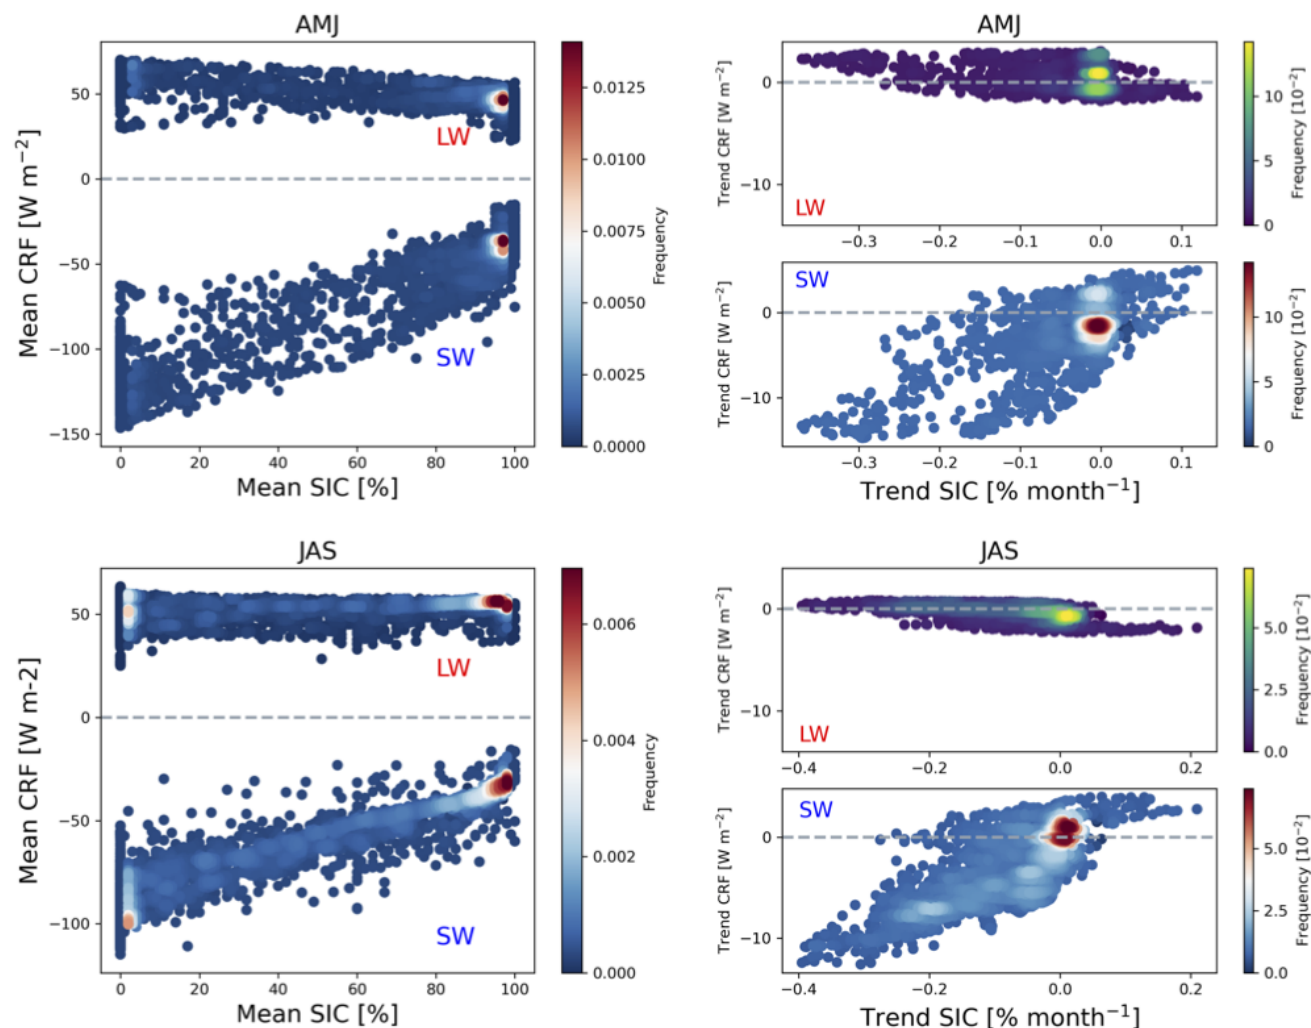 AMJ
Mean CRF [W m⁻²]
50
0
−50
−100
−150
LW
SW
0 20 40 60 80 100
Mean SIC [%]
0.0125
0.0100
0.0075
0.0050
0.0025
0.0000
Frequency
AMJ
Trend CRF [W m⁻²]
0
−10
LW
−0.3 −0.2 −0.1 0.0 0.1
10
5
0
Frequency [10⁻²]
SW
Trend CRF [W m⁻²]
0
−10
−0.3 −0.2 −0.1 0.0 0.1
Trend SIC [% month⁻¹]
10
5
0
Frequency [10⁻²]
JAS
Mean CRF [W m-2]
50
0
−50
−100
LW
SW
0 20 40 60 80 100
Mean SIC [%]
0.006
0.004
0.002
0.000
Frequency
JAS
Trend CRF [W m⁻²]
0
−10
LW
−0.4 −0.2 0.0 0.2
5.0
2.5
0.0
Frequency [10⁻²]
SW
Trend CRF [W m⁻²]
0
−10
−0.4 −0.2 0.0 0.2
Trend SIC [% month⁻¹]
5.0
2.5
0.0
Frequency [10⁻²]